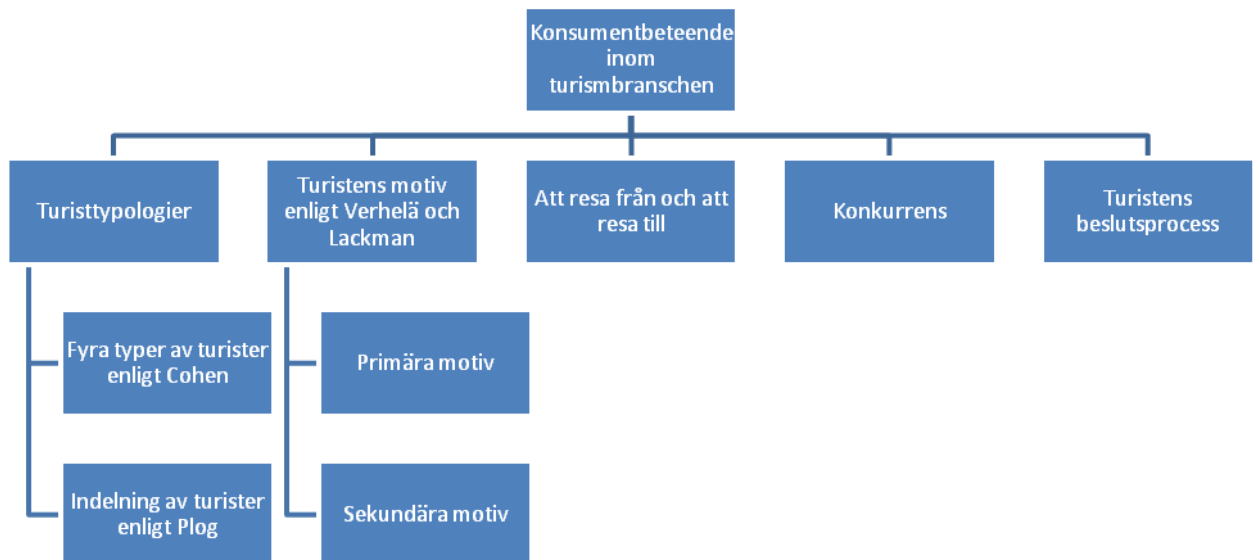 Konsumentbeteende
inom
turismbranschen
Turisttypologier
Turistens motiv
enligt Verhelä och
Lackman
Att resa från och att
resa till
Konkurrens
Turistens
beslutsprocess
Fyra typer av turister
enligt Cohen
Primära motiv
Indelning av turister
enligt Plog
Sekundära motiv